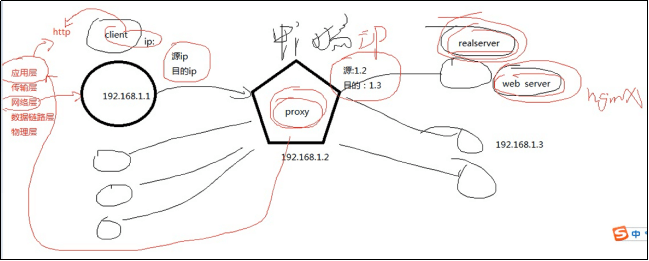 http
client
ip:
源ip
目的ip
IP
realserver
源:1.2
目的：1.3
应用层
传输层
网络层
数据链路层
物理层
192.168.1.1
proxy
web server
nginx
192.168.1.2
192.168.1.3
中